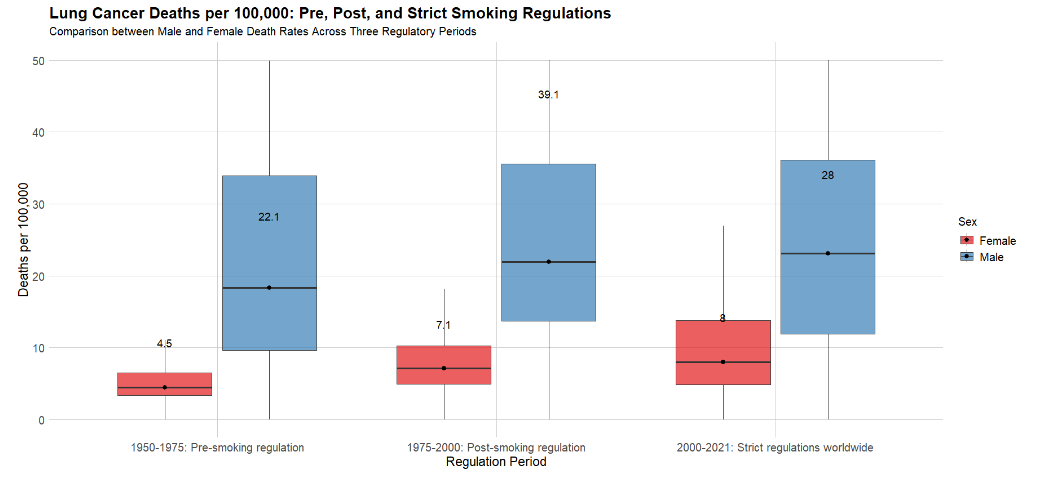 Lung Cancer Deaths per 100,000: Pre, Post, and Strict Smoking Regulations
Comparison between Male and Female Death Rates Across Three Regulatory Periods
Deaths per 100,000
50
40
30
20
10
0
4.5
22.1
7.1
39.1
8
28
1950-1975: Pre-smoking regulation
1975-2000: Post-smoking regulation
2000-2021: Strict regulations worldwide
Regulation Period
Sex
Female
Male